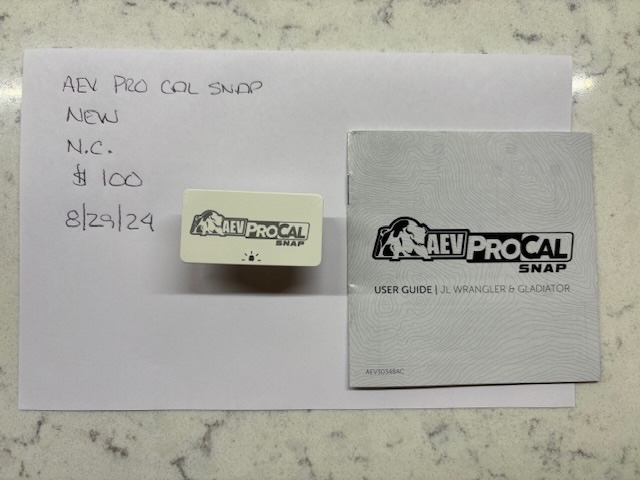 AEV PRO CAL SNAP
NEW
N.C.
$ 100
8/29/24
AEV PROCAL
SNAP
AEV PROCAL
SNAP
USER GUIDE | JL WRANGLER & GLADIATOR
AEV30348AC